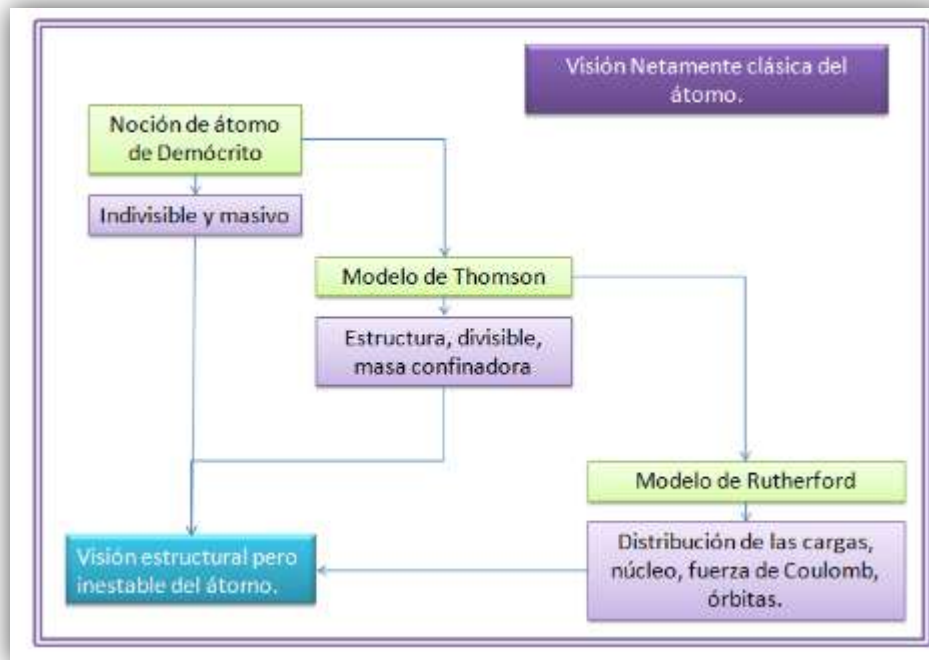 Visión Netamente clásica del
átomo.
Noción de átomo
de Demócrito
Indivisible y masivo
Modelo de Thomson
Estructura, divisible,
masa confinadora
Modelo de Rutherford
Distribución de las cargas,
núcleo, fuerza de Coulomb,
órbitas.
Visión estructural pero
inestable del átorno.